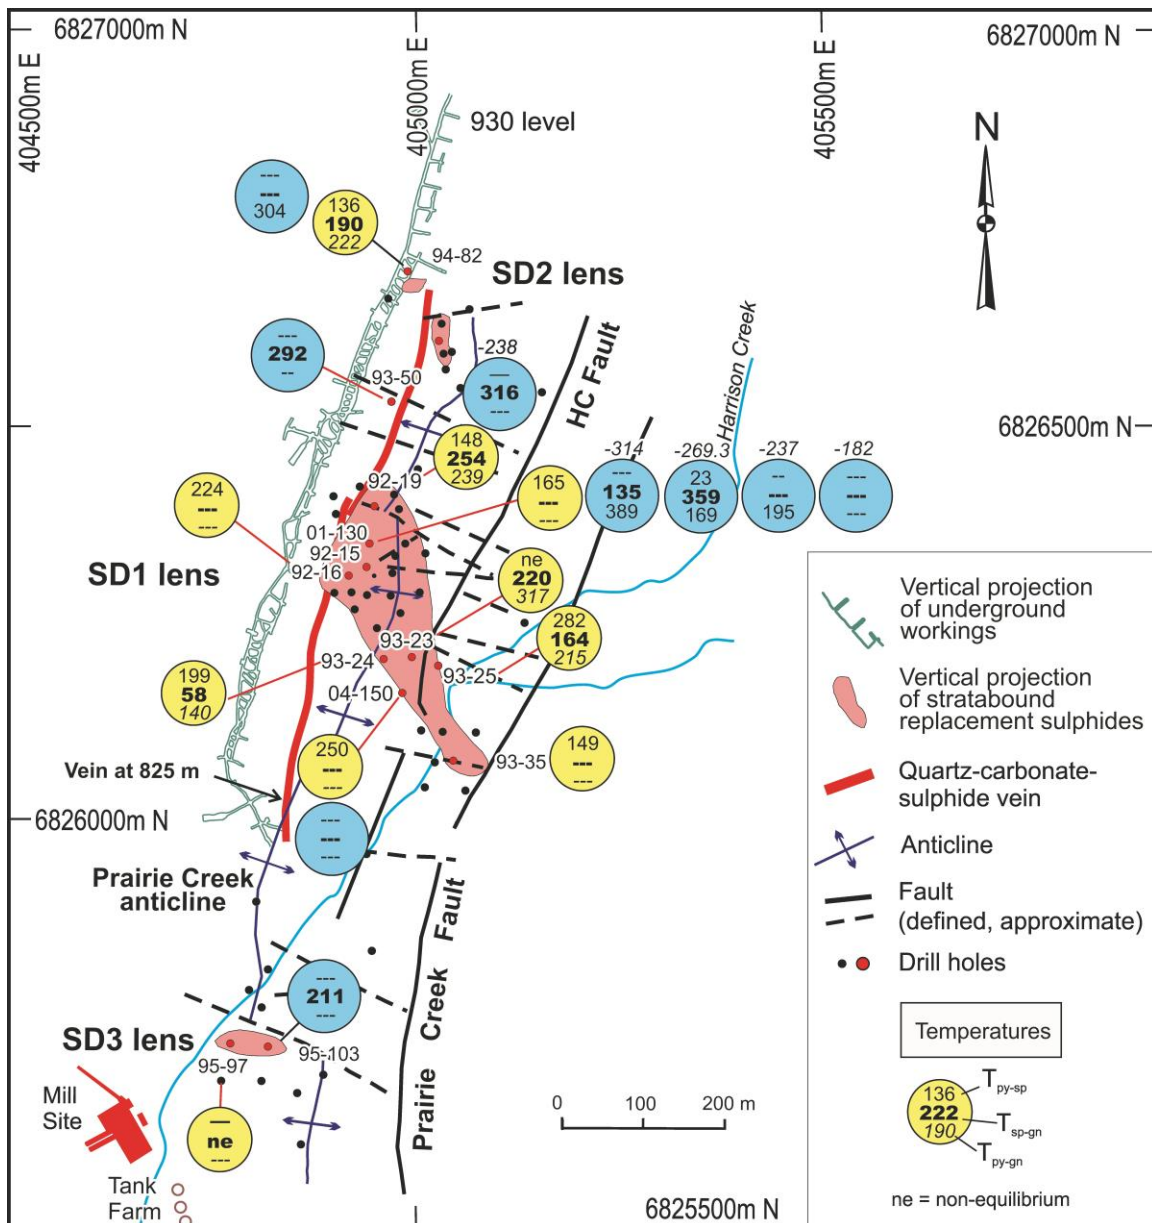 6827000m N
6827000m N
404500m E
405000m E
405500m E
930 level
N
---
---
304
136
190
222
94-82
SD2 lens
-238
HC Fault
Harrison Creek
---
292
--
93-50
—
316
---
6826500m N
148
254
239
92-19
-314
-269.3
-237
-182
224
---
---
165
---
---
---
135
389
23
359
169
--
---
195
---
---
---
01-130
92-15
92-16
SD1 lens
ne
220
317
93-23
282
164
215
93-24
93-25
199
58
140
04-150
250
---
---
93-35
149
---
---
Vein at 825 m
6826000m N
---
---
---
Prairie Creek
anticline
Prairie Creek Fault
---
211
---
SD3 lens
95-97
95-103
Mill
Site
—
ne
---
Tank
Farm
0 100 200 m
6825500m N
Vertical projection
of underground
workings
Vertical projection
of stratabound
replacement sulphides
Quartz-carbonate-
sulphide vein
Anticline
Fault
(defined, approximate)
Drill holes
Temperatures
136
222
190
Tpy-sp
Tsp-gn
Tpy-gn
ne = non-equilibrium